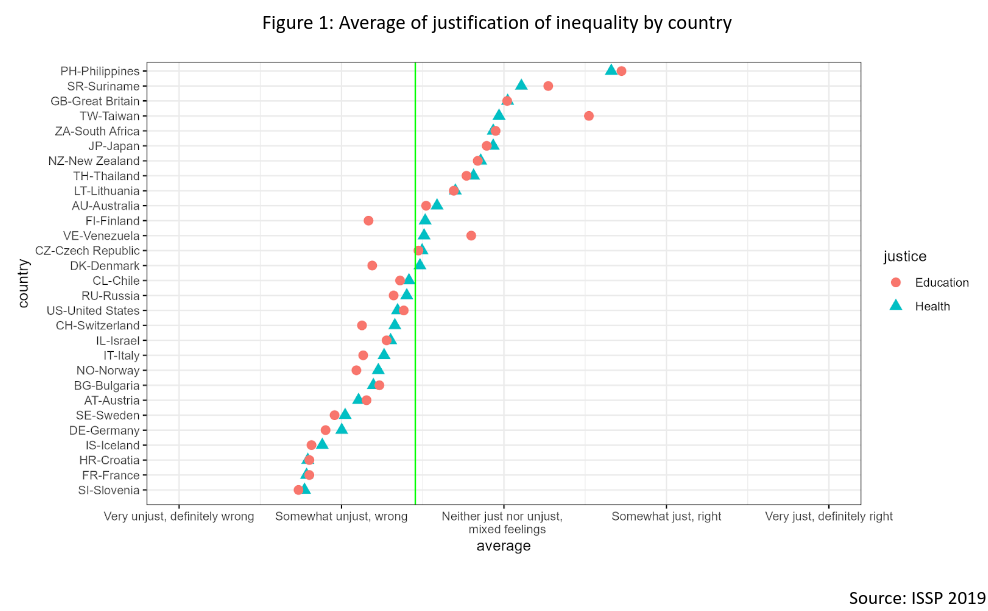 Figure 1: Average of justification of inequality by country
PH-Philippines
SR-Suriname
GB-Great Britain
TW-Taiwan
ZA-South Africa
JP-Japan
NZ-New Zealand
TH-Thailand
LT-Lithuania
AU-Australia
FI-Finland
VE-Venezuela
CZ-Czech Republic
DK-Denmark
CL-Chile
RU-Russia
US-United States
CH-Switzerland
IL-Israel
IT-Italy
NO-Norway
BG-Bulgaria
AT-Austria
SE-Sweden
DE-Germany
IS-Iceland
HR-Croatia
FR-France
SI-Slovenia
country
Very unjust, definitely wrong
Somewhat unjust, wrong
Neither just nor unjust,
mixed feelings
Somewhat just, right
Very just, definitely right
average
justice
Education
Health
Source: ISSP 2019